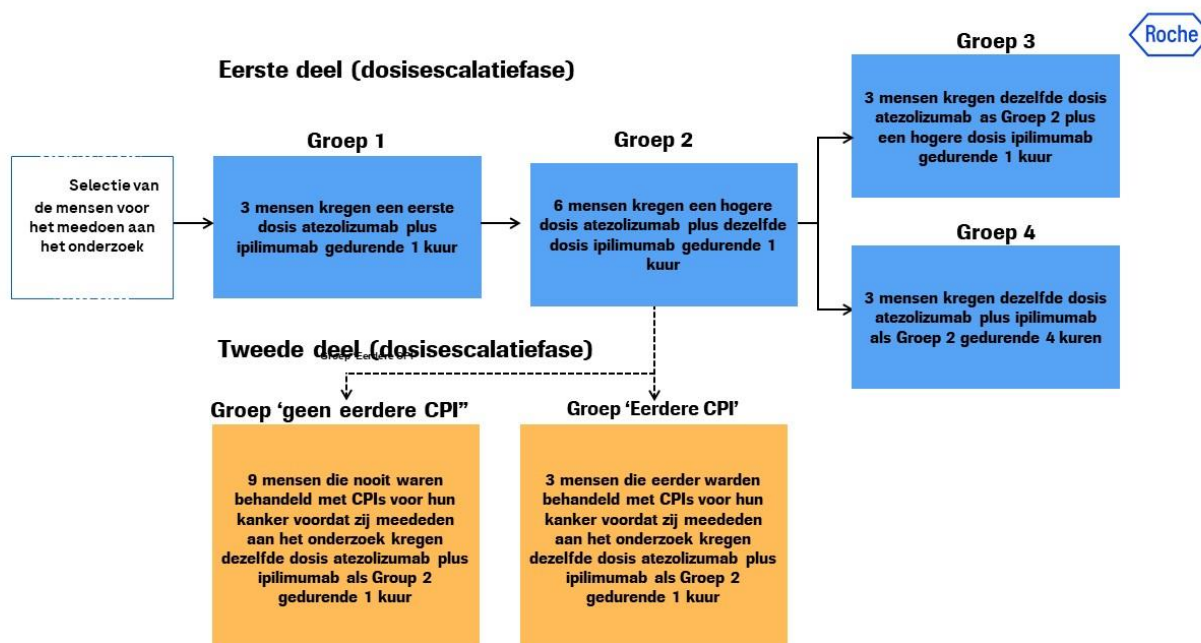 Roche
Eerste deel (dosisescalatiefase)
Selectie van
de mensen voor
het meedoen aan
het onderzoek
Groep 1
3 mensen kregen een eerste
dosis atezolizumab plus
ipilimumab gedurende 1 kuur
Groep 2
6 mensen kregen een hogere
dosis atezolizumab plus dezelfde
dosis ipilimumab gedurende 1
kuur
Groep 3
3 mensen kregen dezelfde dosis
atezolizumab as Groep 2 plus
een hogere dosis ipilimumab
gedurende 1 kuur
Groep 4
3 mensen kregen dezelfde dosis
atezolizumab plus ipilimumab
als Groep 2 gedurende 4 kuren
Tweede deel (dosisescalatiefase)
Groep 'geen eerdere CPI"
9 mensen die nooit waren
behandeld met CPIs voor hun
kanker voordat zij meededen
aan het onderzoek kregen
dezelfde dosis atezolizumab plus
ipilimumab als Group 2
gedurende 1 kuur
Groep 'Eerdere CPI'
3 mensen die eerder warden
behandeld met CPIs voor hun
kanker voordat zij meededen
aan het onderzoek kregen
dezelfde dosis atezolizumab plus
ipilimumab als Groep 2
gedurende 1 kuur